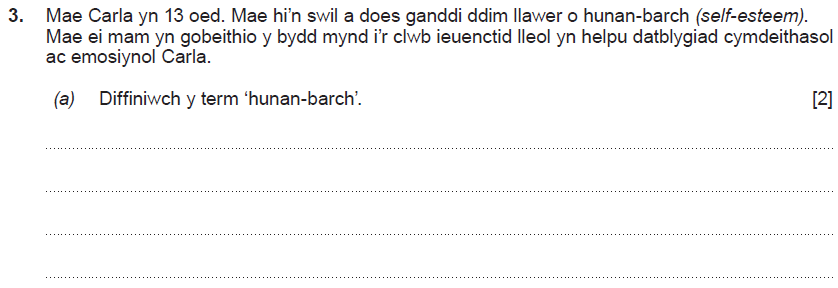 3. Mae Carla yn 13 oed. Mae hi'n swil a does ganddi ddim llawer o hunan-barch (self-esteem).
Mae ei mam yn gobeithio y bydd mynd i'r clwb ieuenctid lleol yn helpu datblygiad cymdeithasol
ac emosiynol Carla.
(a) Diffiniwch y term 'hunan-barch'. [2]